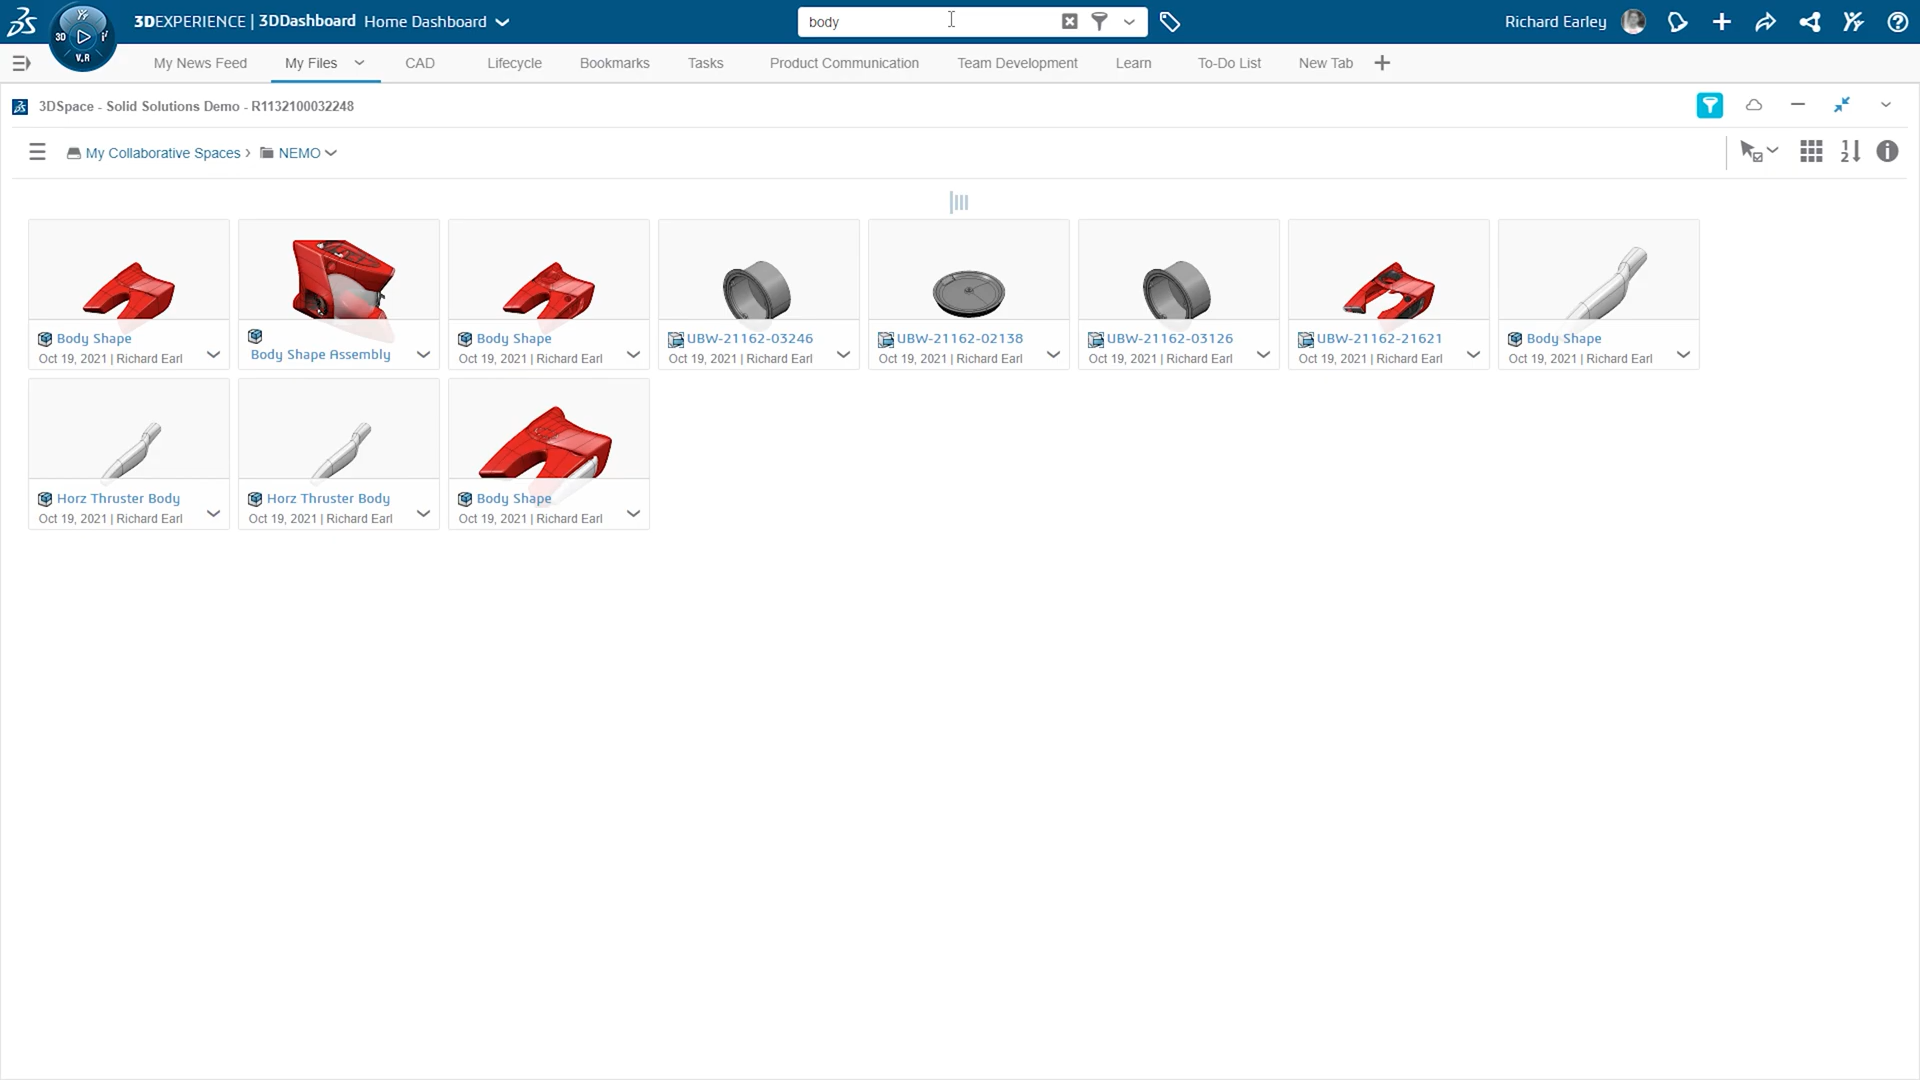 3DEXPERIENCE | 3DDashboard Home Dashboard
body
Richard Earley
3D
V.R
My News Feed
My Files
CAD
Lifecycle
Bookmarks
Tasks
Product Communication
Team Development
Learn
To-Do List
New Tab
3DSpace - Solid Solutions Demo - R1132100032248
My Collaborative Spaces > NEMO
Body Shape
Oct 19, 2021 | Richard Earl
Body Shape Assembly
Body Shape
Oct 19, 2021 | Richard Earl
UBW-21162-03246
Oct 19, 2021 | Richard Earl
UBW-21162-02138
Oct 19, 2021 | Richard Earl
UBW-21162-03126
Oct 19, 2021 | Richard Earl
UBW-21162-21621
Oct 19, 2021 | Richard Earl
Body Shape
Oct 19, 2021 | Richard Earl
Horz Thruster Body
Oct 19, 2021 | Richard Earl
Horz Thruster Body
Oct 19, 2021 | Richard Earl
Body Shape
Oct 19, 2021 | Richard Earl